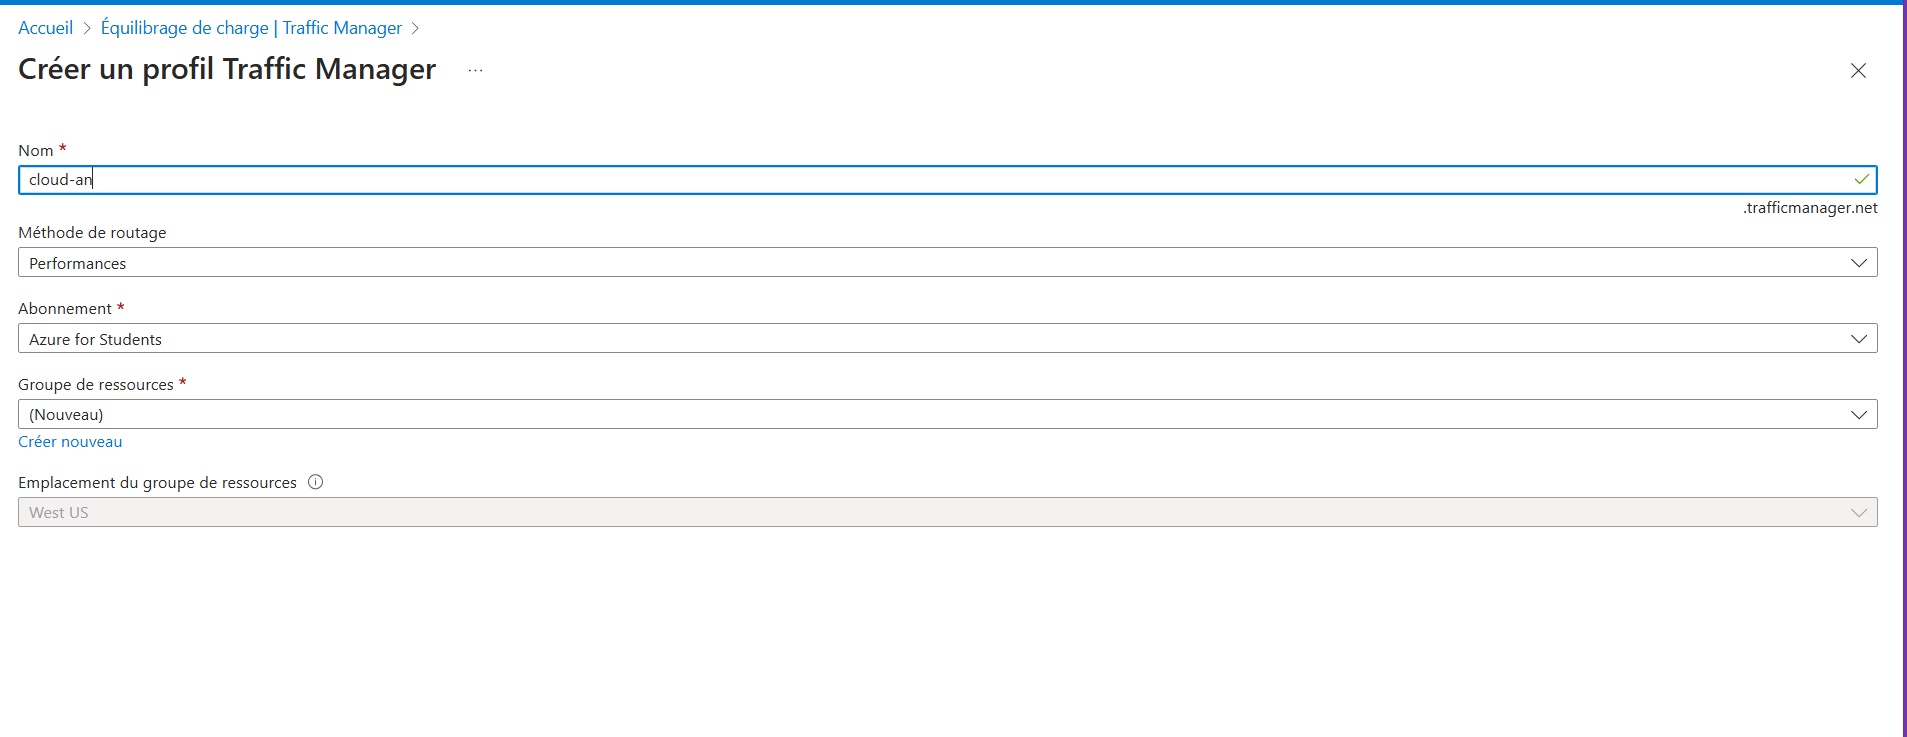 Accueil > Équilibrage de charge | Traffic Manager >
Créer un profil Traffic Manager ...
Nom *
cloud-an
.trafficmanager.net
Méthode de routage
Performances
Abonnement *
Azure for Students
Groupe de ressources *
(Nouveau)
Créer nouveau
Emplacement du groupe de ressources
West US